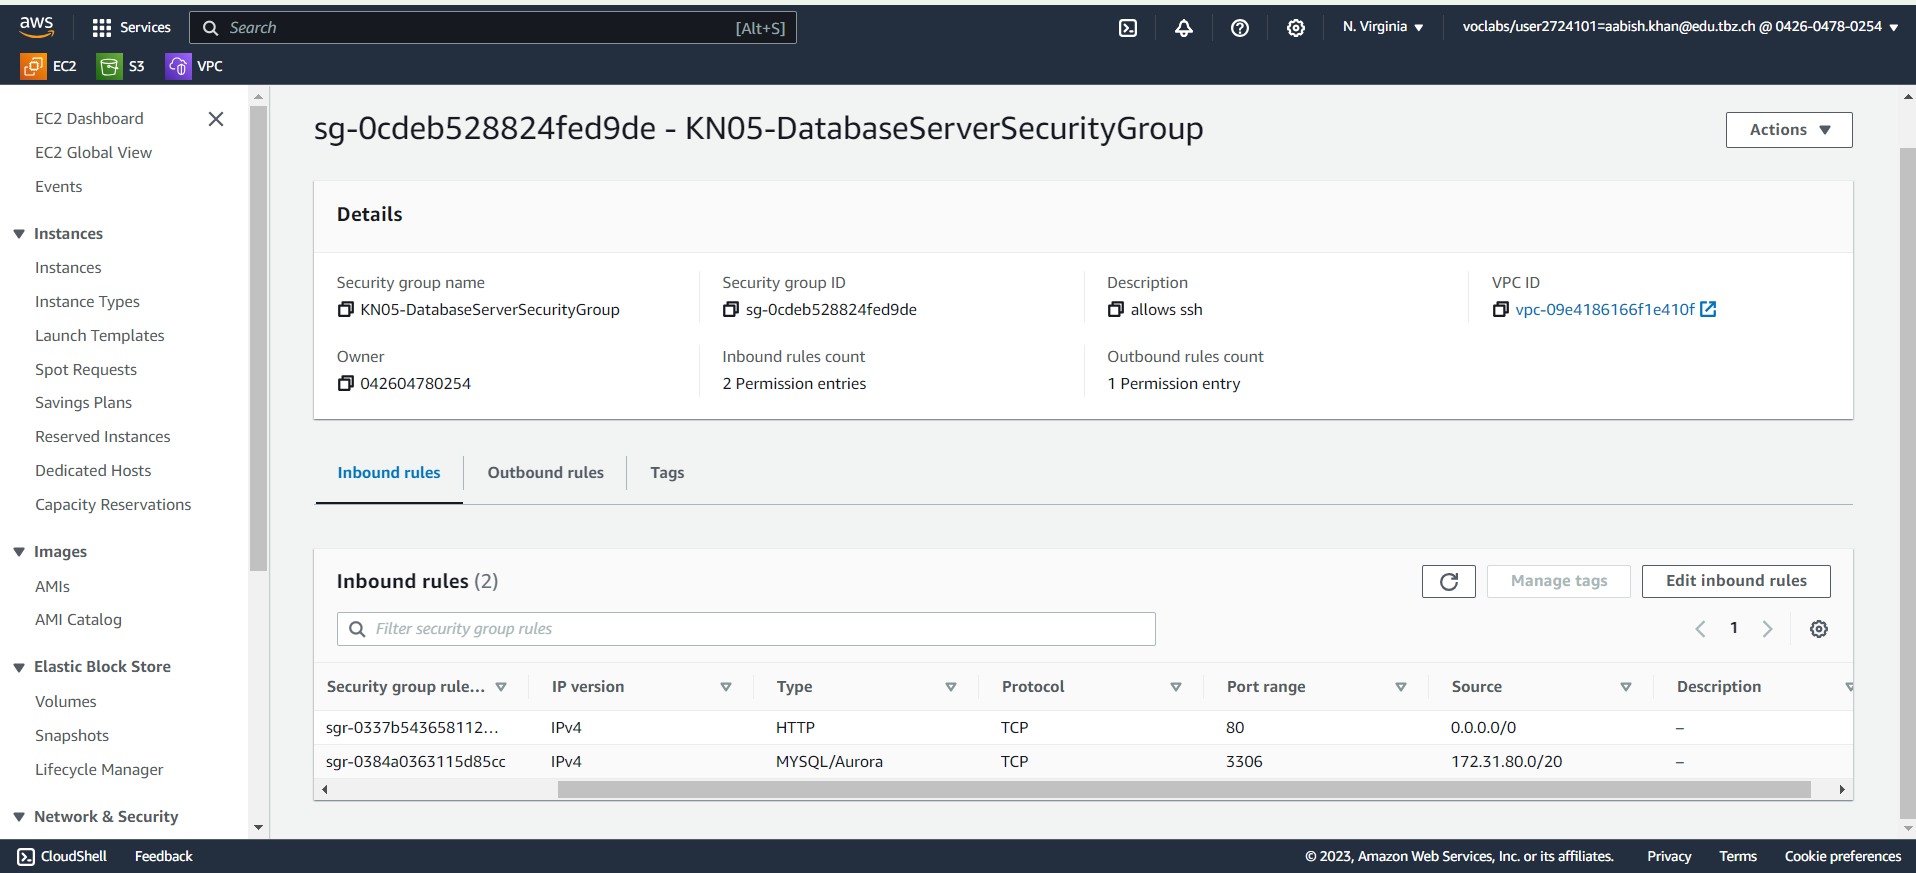 aws
Services
Search
[Alt+S]
N. Virginia
voclabs/user2724101=aabish.khan@edu.tbz.ch @ 0426-0478-0254
EC2 S3 VPC
EC2 Dashboard
EC2 Global View
Events
Instances
Instances
Instance Types
Launch Templates
Spot Requests
Savings Plans
Reserved Instances
Dedicated Hosts
Capacity Reservations
Images
AMIs
AMI Catalog
Elastic Block Store
Volumes
Snapshots
Lifecycle Manager
Network & Security
sg-0cdeb528824fed9de - KN05-DatabaseServerSecurityGroup
Actions
Details
Security group name
KN05-DatabaseServerSecurityGroup
Security group ID
sg-0cdeb528824fed9de
Description
allows ssh
VPC ID
vpc-09e4186166f1e410f
Owner
042604780254
Inbound rules count
2 Permission entries
Outbound rules count
1 Permission entry
Inbound rules
Outbound rules
Tags
Inbound rules (2)
Manage tags
Edit inbound rules
Filter security group rules
1
Security group rule... IP version Type Protocol Port range Source Description
sgr-0337b543658112... IPv4 HTTP TCP 80 0.0.0.0/0 –
sgr-0384a0363115d85cc IPv4 MYSQL/Aurora TCP 3306 172.31.80.0/20 –
CloudShell
Feedback
© 2023, Amazon Web Services, Inc. or its affiliates.
Privacy
Terms
Cookie preferences